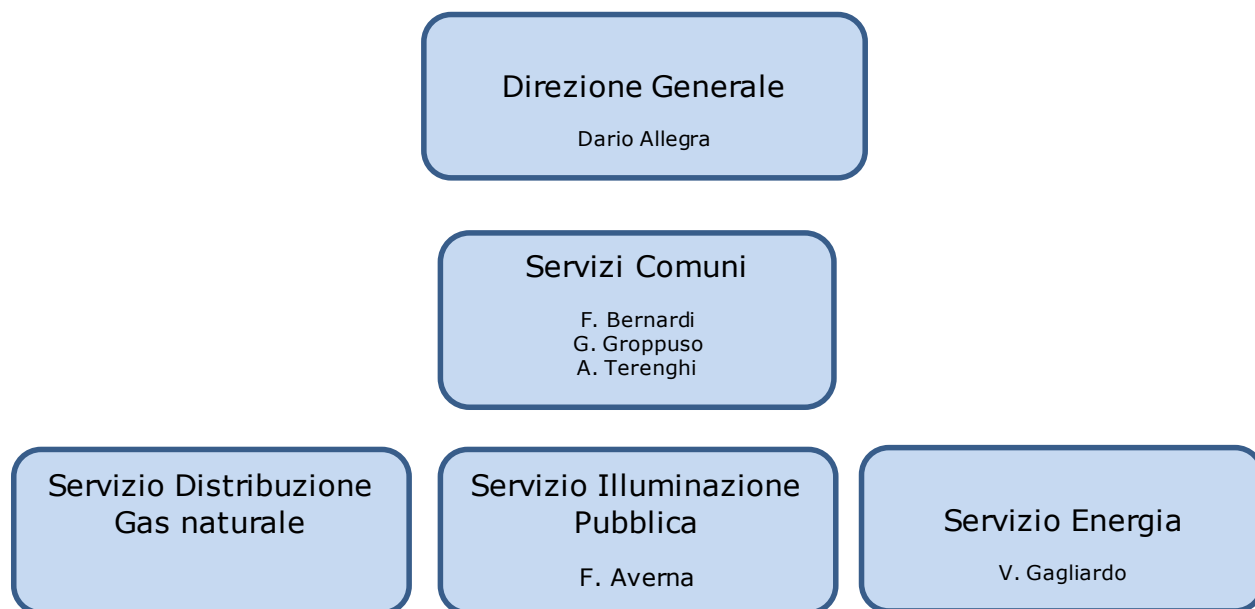 Direzione Generale
Dario Allegra
Servizi Comuni
F. Bernardi
G. Groppuso
A. Terenghi
Servizio Distribuzione
Gas naturale
Servizio Illuminazione
Pubblica
F. Averna
Servizio Energia
V. Gagliardo